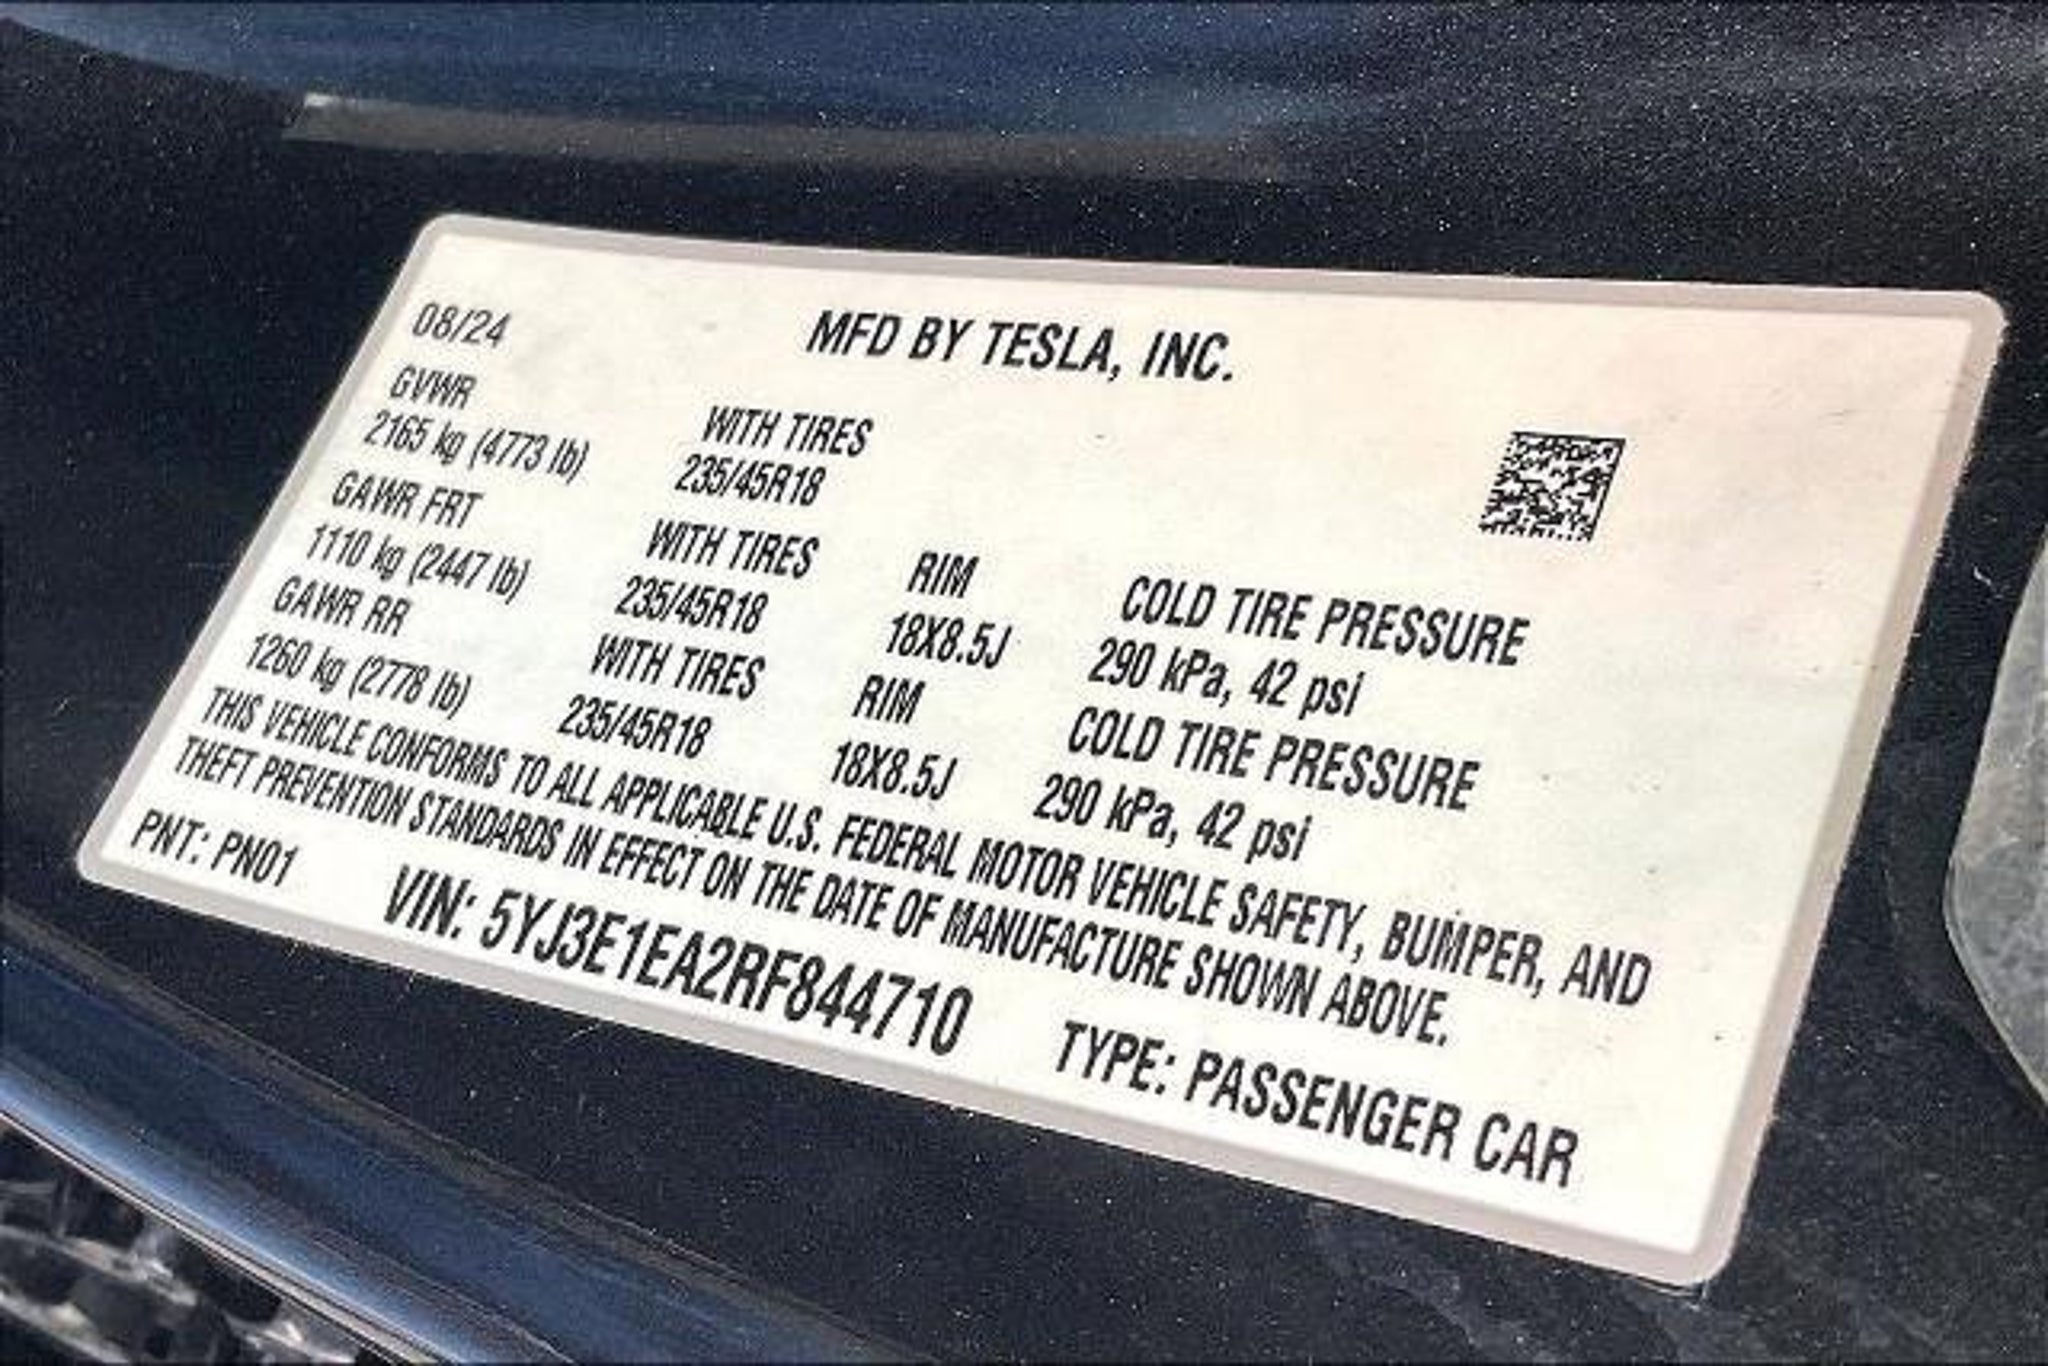 08/24
MFD BY TESLA, INC.
GVWR
2165 kg (4773 lb)
WITH TIRES
235/45R18
GAWR FRT
1110 kg (2447 lb)
WITH TIRES
235/45R18
RIM
18X8.5J
COLD TIRE PRESSURE
290 kPa, 42 psi
GAWR RR
1260 kg (2778 lb)
WITH TIRES
235/45R18
RIM
18X8.5J
COLD TIRE PRESSURE
290 kPa, 42 psi
THIS VEHICLE CONFORMS TO ALL APPLICABLE U.S. FEDERAL MOTOR VEHICLE SAFETY, BUMPER, AND
THEFT PREVENTION STANDARDS IN EFFECT ON THE DATE OF MANUFACTURE SHOWN ABOVE.
PNT: PN01
VIN: 5YJ3E1EA2RF844710
TYPE: PASSENGER CAR